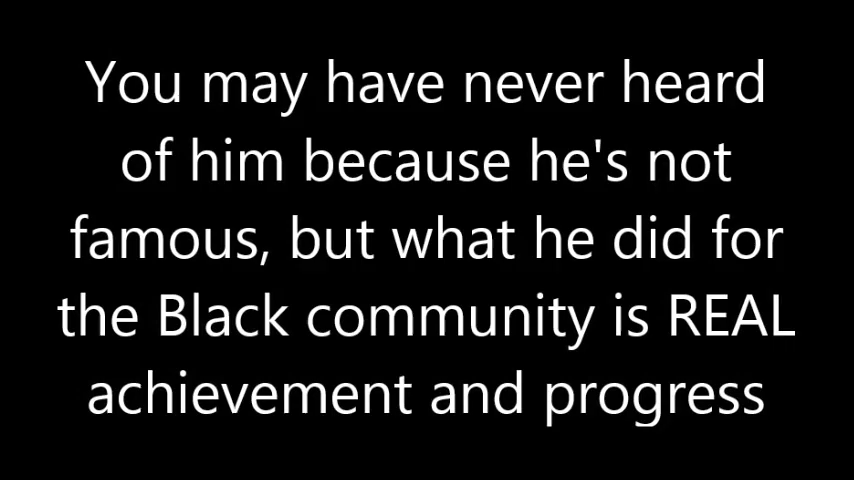 You may have never heard
of him because he's not
famous, but what he did for
the Black community is REAL
achievement and progress